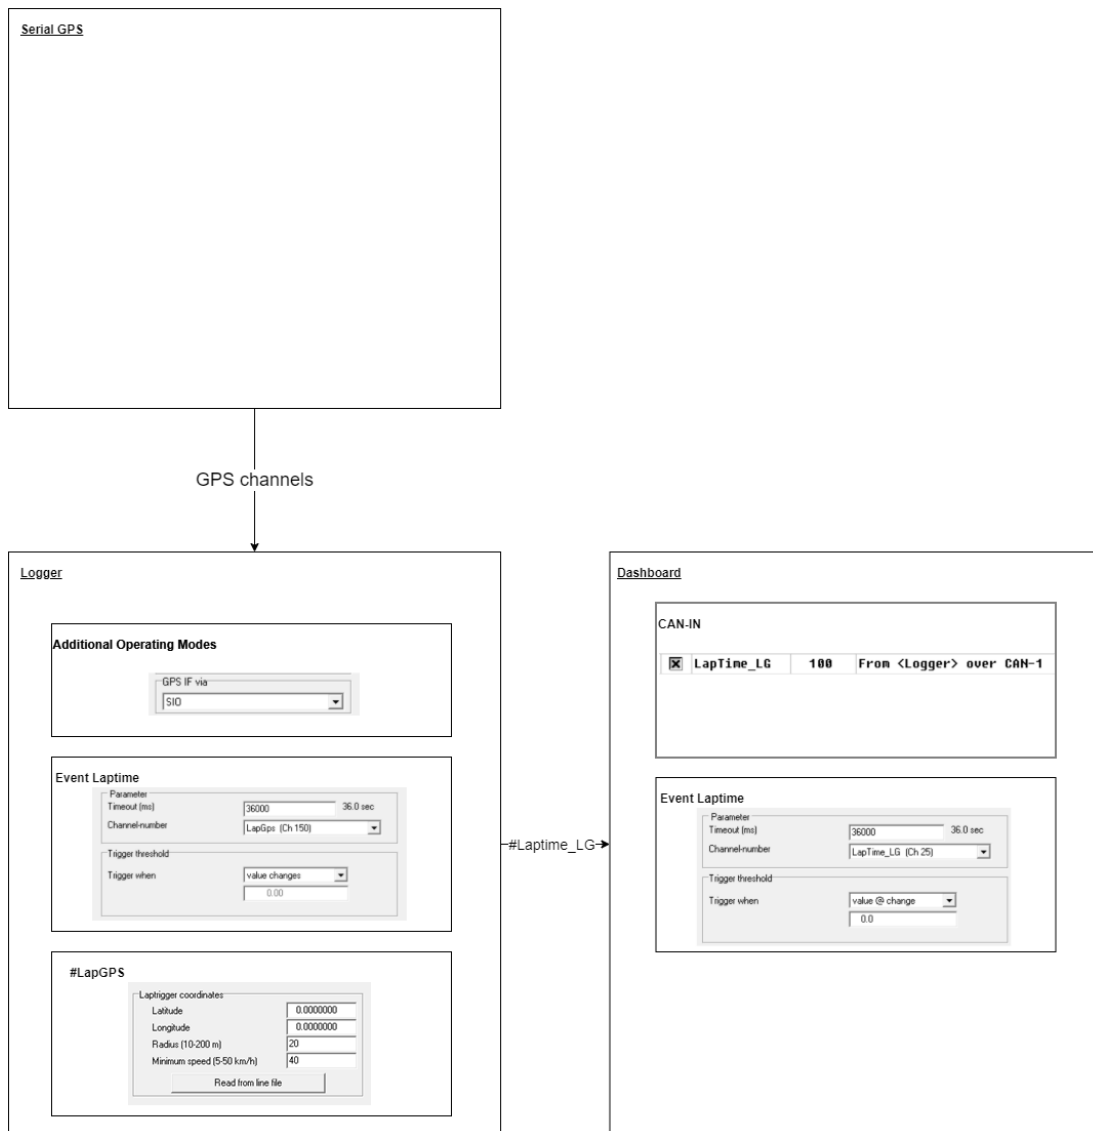 Serial GPS
GPS channels
Logger
Additional Operating Modes
GPS IF via
SIO
Event Laptime
Parameter
Timeout (ms) 36000 36.0 sec
Channel-number LapGps (Ch 150)
Trigger threshold
Trigger when value changes
0.00
#LapGPS
Laptrigger coordinates
Latitude 0.0000000
Longitude 0.0000000
Radius (10-200 m) 20
Minimum speed (5-50 km/h) 40
Read from line file
#Laptime_LG
Dashboard
CAN-IN
LapTime_LG 100 From <Logger> over CAN-1
Event Laptime
Parameter
Timeout (ms) 36000 36.0 sec
Channel-number LapTime_LG (Ch 25)
Trigger threshold
Trigger when value @ change
0.0